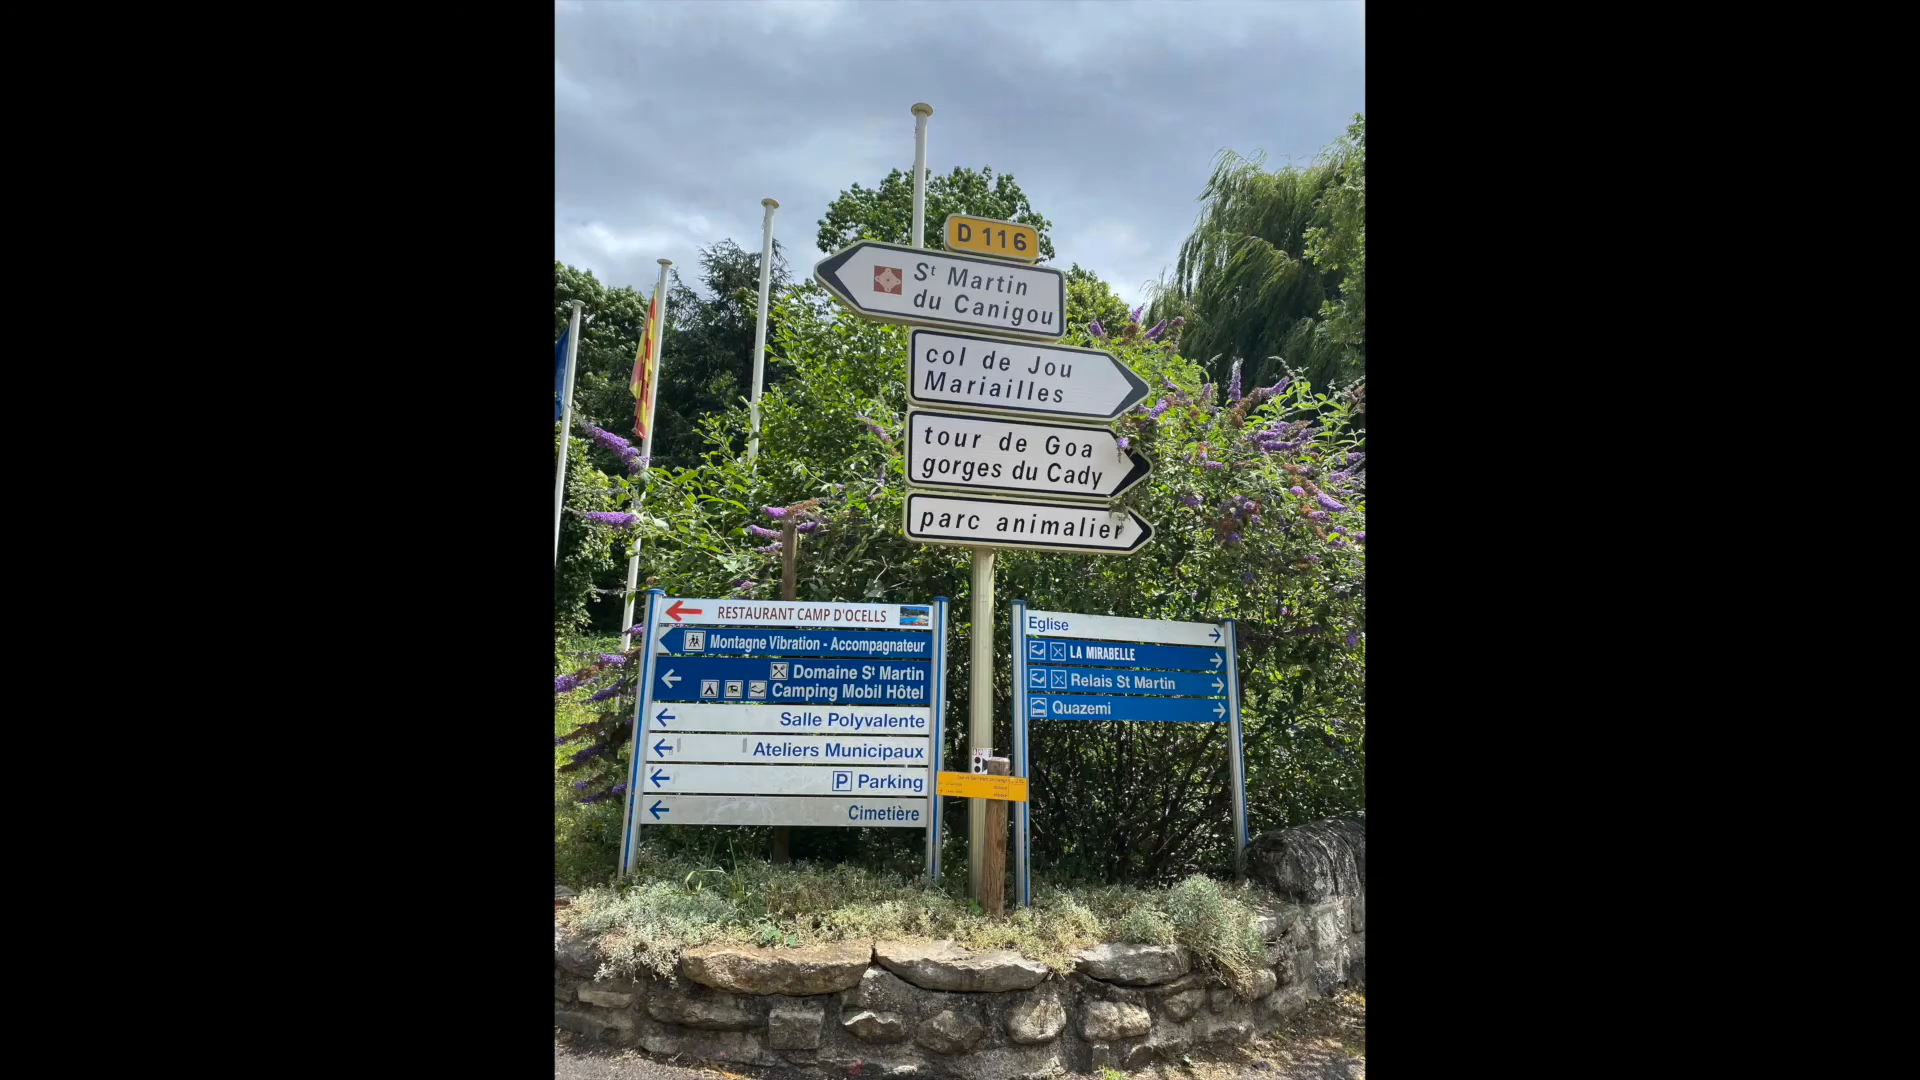 D 116
St Martin
du Canigou
col de Jou
Mariailles
tour de Goa
gorges du Cady
parc animalier
RESTAURANT CAMP D'OCELLS
Montagne Vibration - Accompagnateur
Domaine St Martin
Camping Mobil Hôtel
Salle Polyvalente
Ateliers Municipaux
P Parking
Cimetière
Eglise
LA MIRABELLE
Relais St Martin
Quazemi